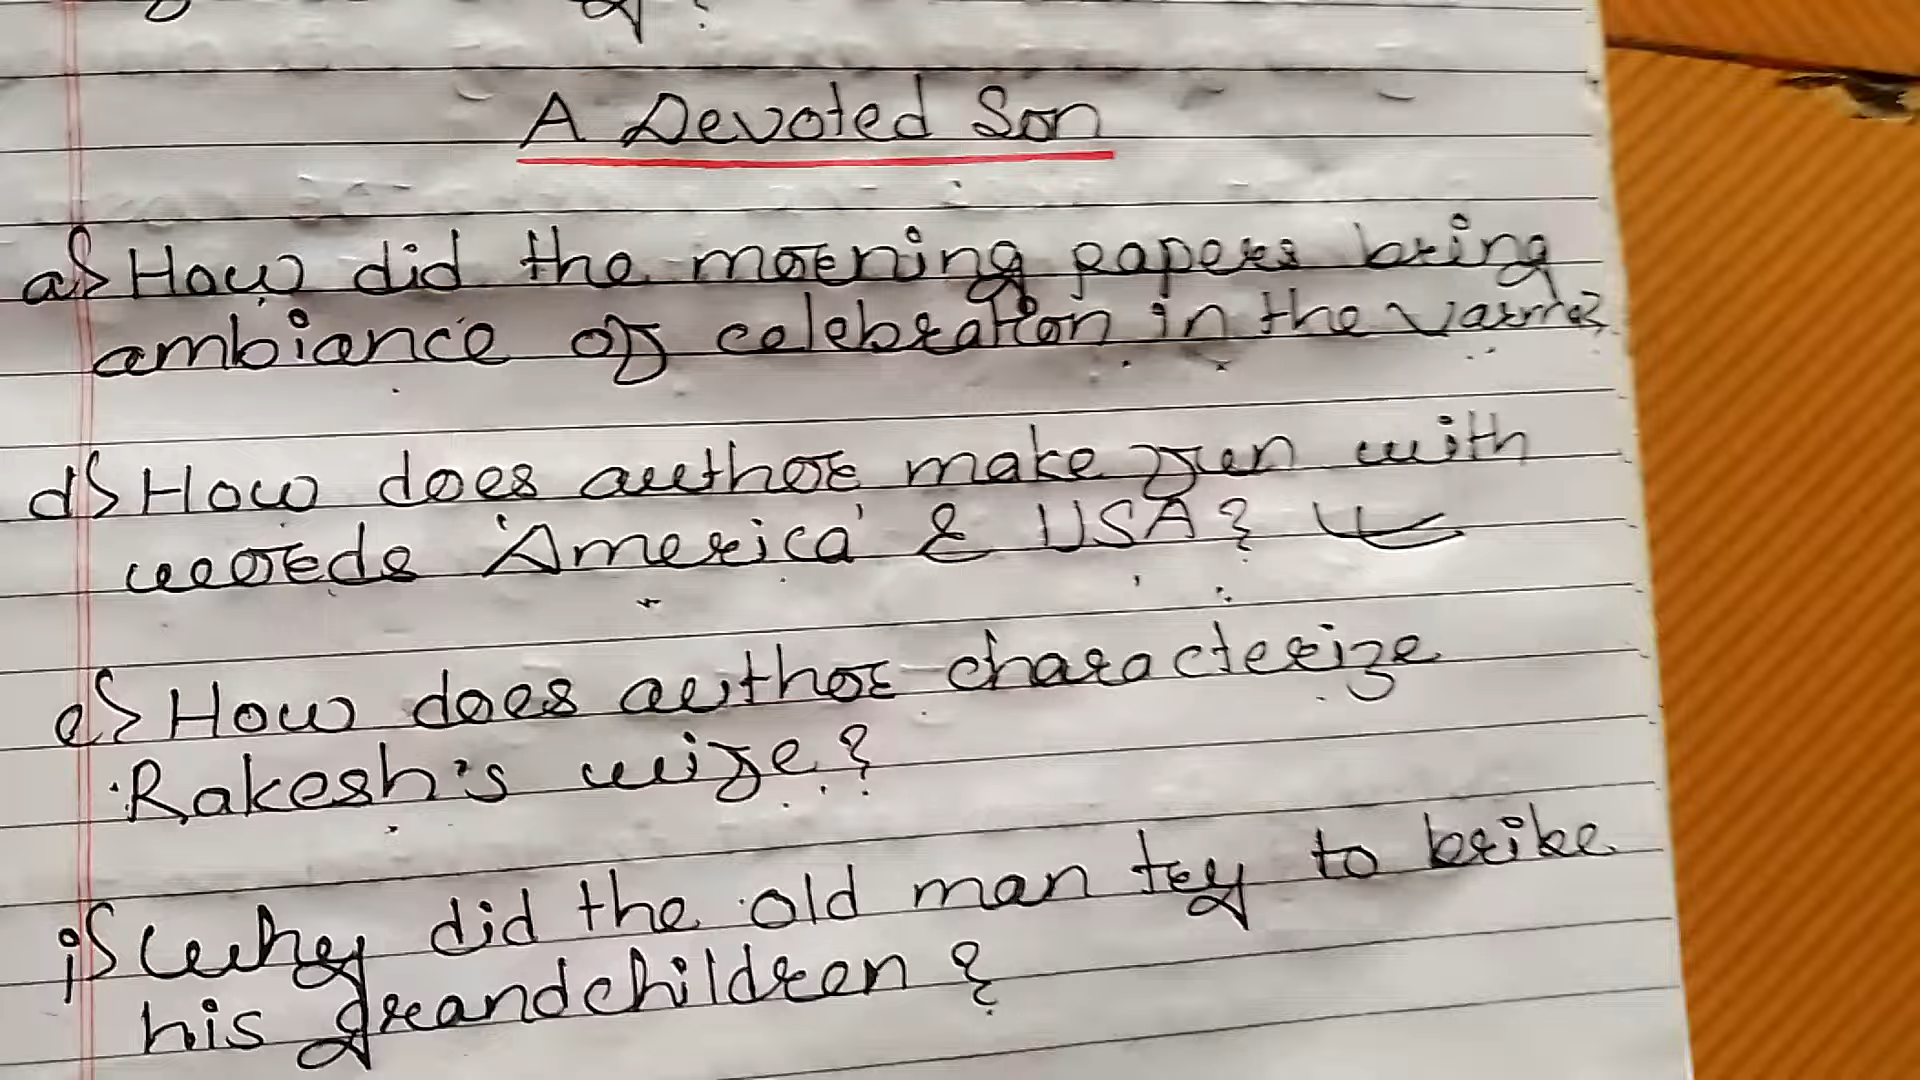 A Devoted Son
a) How did the morning papers bring
ambiance of celebration in the Varma?
d) How does author make fun with
words 'America' & USA?
e) How does author characterize
Rakesh's wife?
i) Why did the old man try to bribe
his grandchildren?